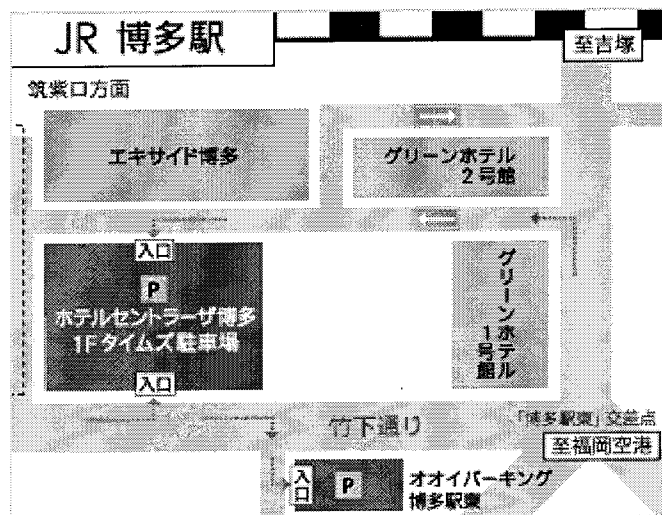 JR 博多駅
至吉塚
筑紫口方面
エキサイド博多
グリーンホテル
2号館
入口
P
ホテルセントラーザ博多
1Fタイムズ駐車場
入口
グリーンホテル
1号館
竹下通り
「博多駅東」交差点
至福岡空港
入口
P
オオイパーキング
博多駅東